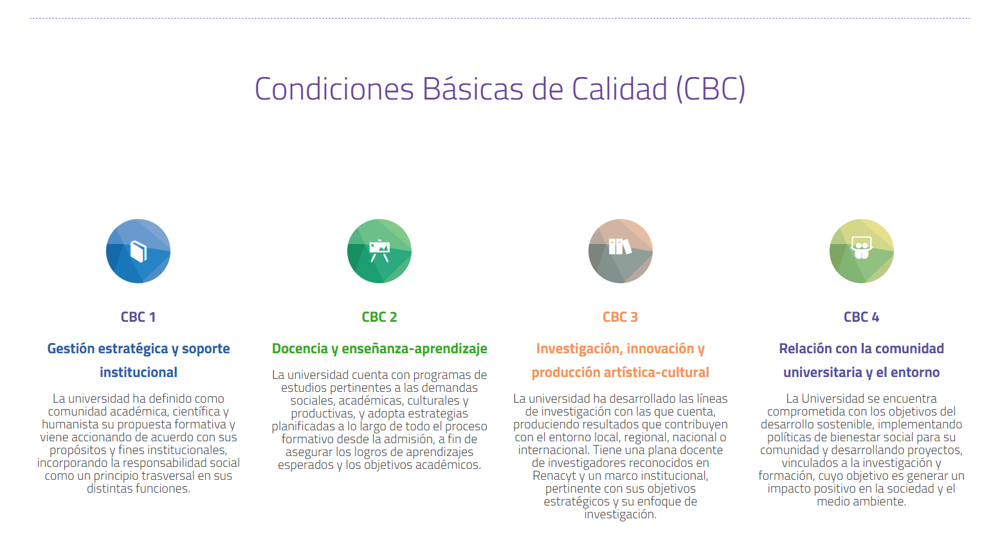 Condiciones Básicas de Calidad (CBC)
CBC 1
Gestión estratégica y soporte
institucional
La universidad ha definido como
comunidad académica, científica y
humanista su propuesta formativa y
viene accionando de acuerdo con sus
propósitos y fines institucionales,
incorporando la responsabilidad social
como un principio trasversal en sus
distintas funciones.
CBC 2
Docencia y enseñanza-aprendizaje
La universidad cuenta con programas de
estudios pertinentes a las demandas
sociales, académicas, culturales y
productivas, y adopta estrategias
planificadas a lo largo de todo el proceso
formativo desde la admisión, a fin de
asegurar los logros de aprendizajes
esperados y los objetivos académicos.
CBC 3
Investigación, innovación y
producción artística-cultural
La universidad ha desarrollado las líneas
de investigación con las que cuenta,
produciendo resultados que contribuyen
con el entorno local, regional, nacional o
internacional. Tiene una plana docente
de investigadores reconocidos en
Renacyt y un marco institucional,
pertinente con sus objetivos
estratégicos y su enfoque de
investigación.
CBC 4
Relación con la comunidad
universitaria y el entorno
La Universidad se encuentra
comprometida con los objetivos del
desarrollo sostenible, implementando
políticas de bienestar social para su
comunidad y desarrollando proyectos,
vinculados a la investigación y
formación, cuyo objetivo es generar un
impacto positivo en la sociedad y el
medio ambiente.